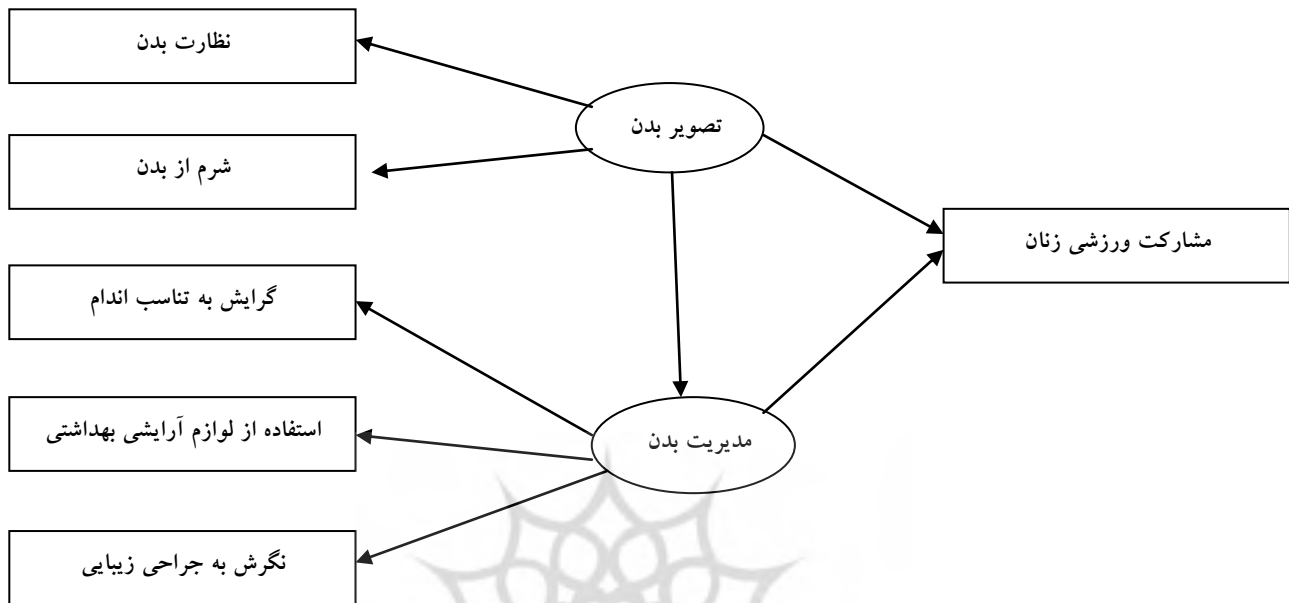 نظارت بدن
تصویر بدن
شرم از بدن
مشارکت ورزشی زنان
گرایش به تناسب اندام
استفاده از لوازم آرایشی بهداشتی
مدیریت بدن
نگرش به جراحی زیبایی